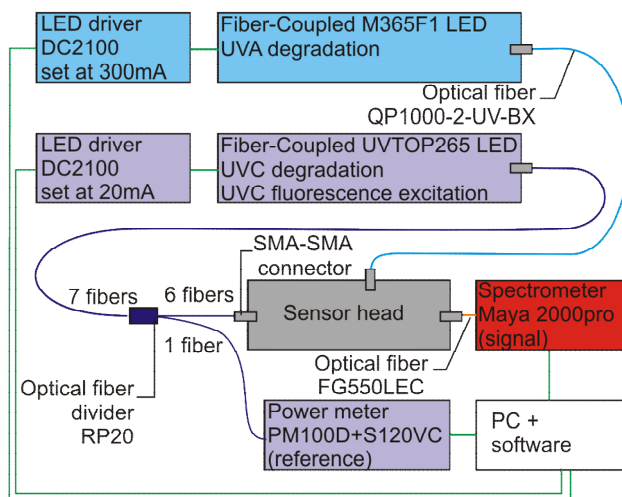 LED driver
DC2100
set at 300mA
Fiber-Coupled M365F1 LED
UVA degradation
Optical fiber
QP1000-2-UV-BX
LED driver
DC2100
set at 20mA
Fiber-Coupled UVTOP265 LED
UVC degradation
UVC fluorescence excitation
SMA-SMA
connector
7 fibers
6 fibers
1 fiber
Sensor head
Spectrometer
Maya 2000pro
(signal)
Optical fiber
FG550LEC
Optical fiber
divider
RP20
Power meter
PM100D+S120VC
(reference)
PC +
software